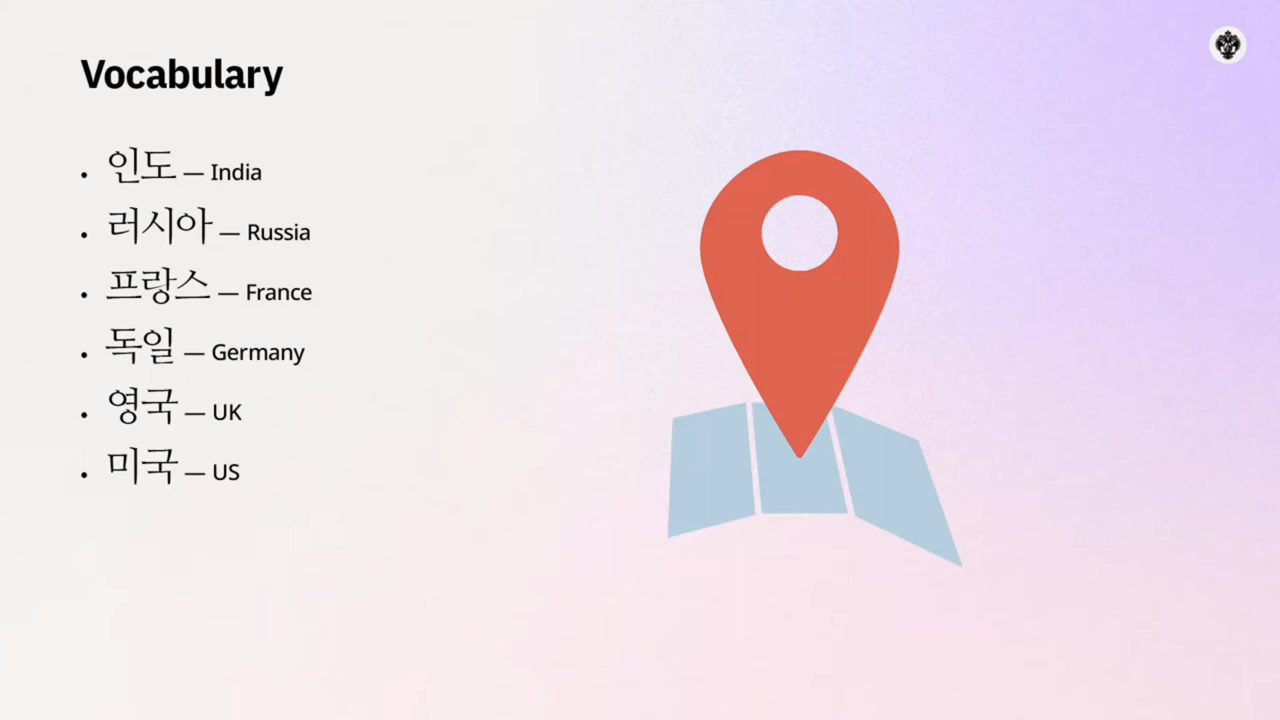 Vocabulary
• 인도 — India
• 러시아 — Russia
• 프랑스 — France
• 독일 — Germany
• 영국 — UK
• 미국 — US